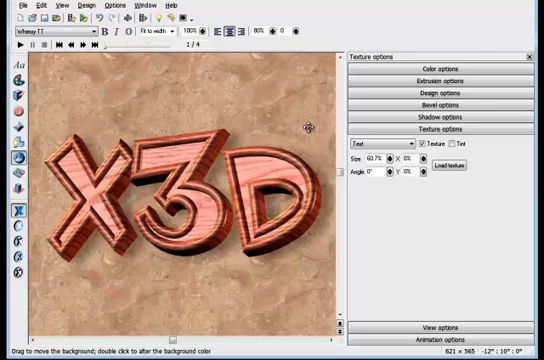 File Edit View Design Options Window Help
Whimsy TT B I O Fit to width 100% 80% 0
1 / 4
Texture options
Color options
Extrusion options
Design options
Bevel options
Shadow options
Texture options
Text Texture Tint
Size 60.7% X 0% Load texture
Angle 0° Y 0%
X3D
View options
Animation options
Drag to move the background; double click to alter the background color 621 × 565 -12° : 10° : 0°